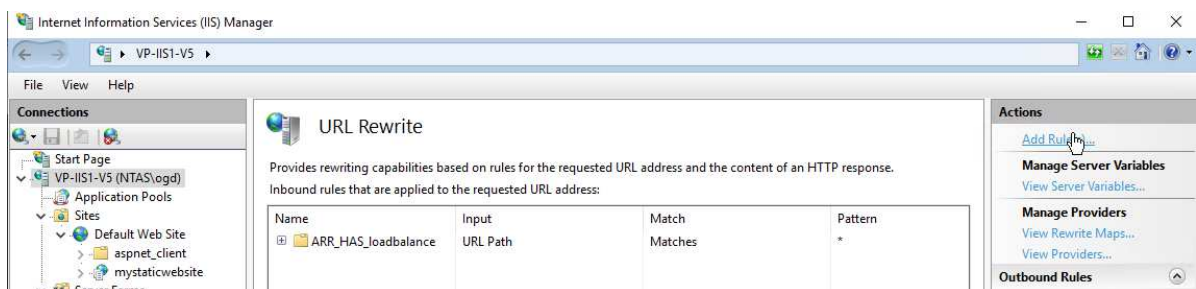 Internet Information Services (IIS) Manager
VP-IIS1-V5
File View Help
Connections
Start Page
VP-IIS1-V5 (NTAS\ogd)
Application Pools
Sites
Default Web Site
aspnet_client
mystaticwebsite
URL Rewrite
Provides rewriting capabilities based on rules for the requested URL address and the content of an HTTP response.
Inbound rules that are applied to the requested URL address:
Name Input Match Pattern
ARR_HAS_loadbalance URL Path Matches *
Actions
Add
Manage Server Variables
View Server Variables...
Manage Providers
View Rewrite Maps...
View Providers...
Outbound Rules